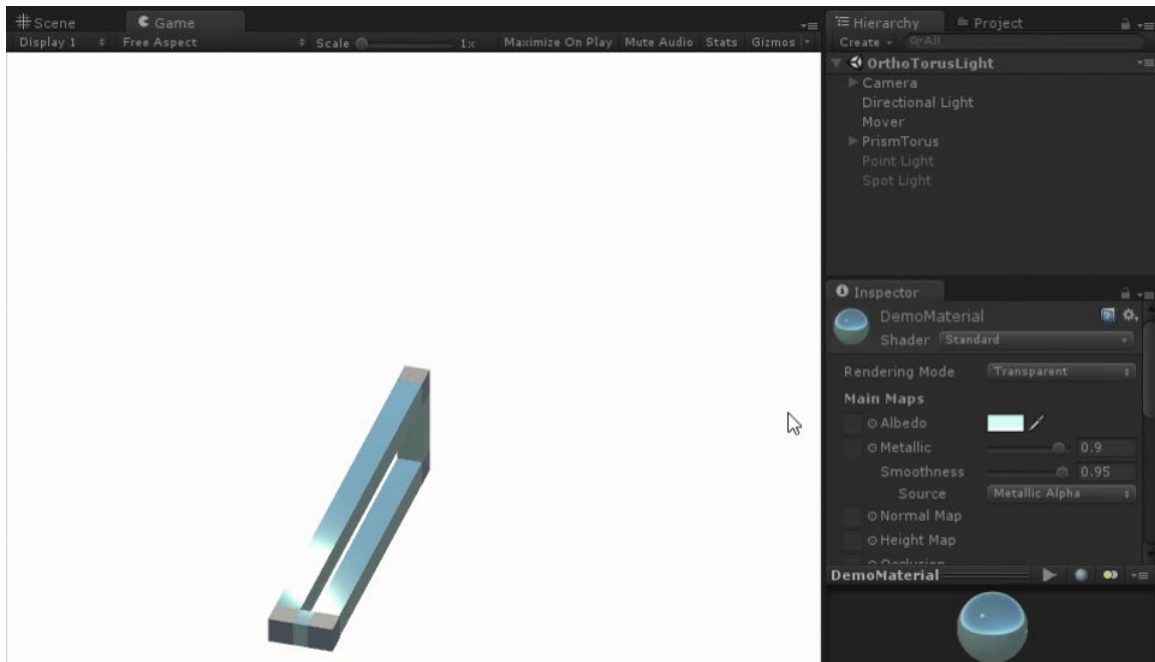 Scene Game
Display 1 Free Aspect Scale 1x Maximize On Play Mute Audio Stats Gizmos
Hierarchy Project
Create All
OrthoTorusLight
Camera
Directional Light
Mover
PrismTorus
Point Light
Spot Light
Inspector
DemoMaterial
Shader Standard
Rendering Mode Transparent
Main Maps
Albedo
Metallic 0.9
Smoothness 0.95
Source Metallic Alpha
Normal Map
Height Map
Occlusion
DemoMaterial